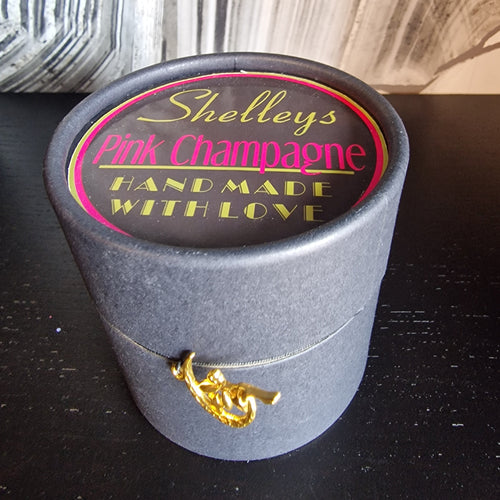 Shelleys
Pink Champagne
HAND MADE
WITH LOVE